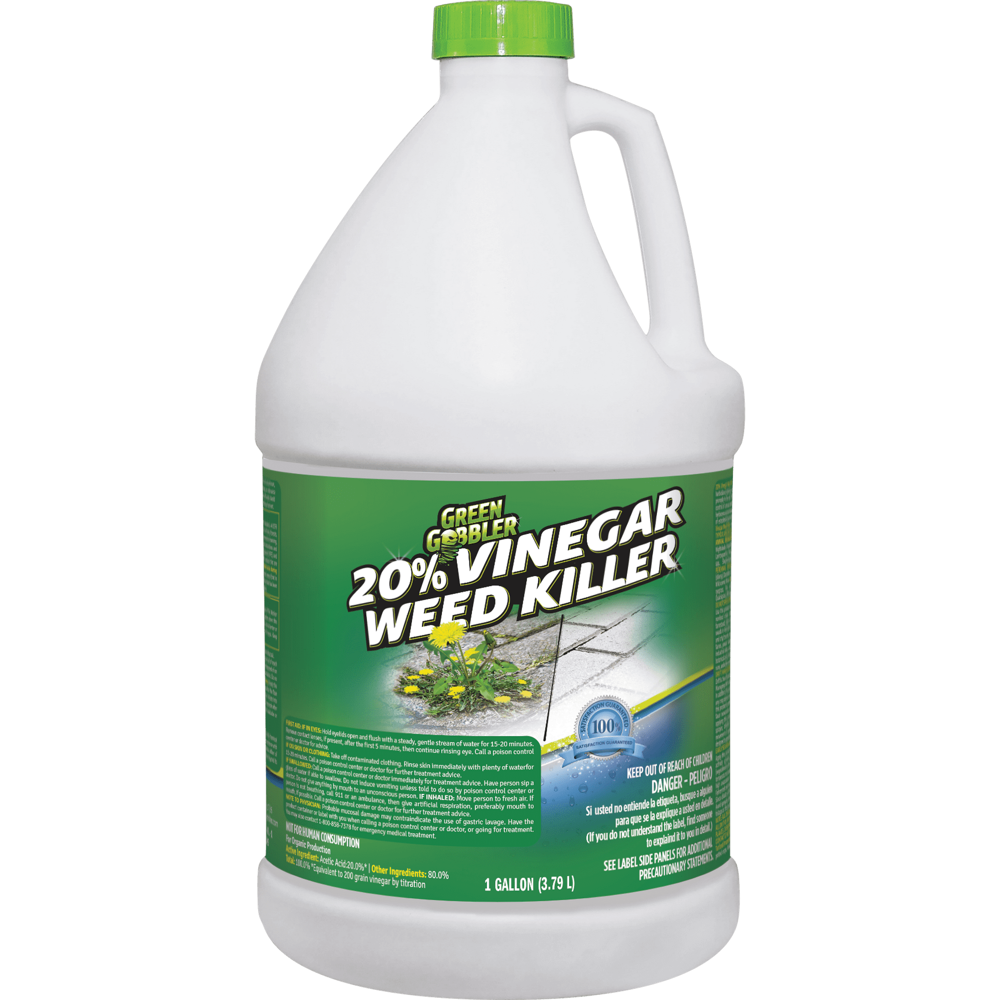 GREEN
GOBBLER
20% VINEGAR
WEED KILLER
100%
SATISFACTION GUARANTEED
SATISFACTION GUARANTEED
FIRST AID: IF IN EYES: Hold eyelids open and flush with a steady, gentle stream of water for 15-20 minutes.
Remove contact lenses, if present, after the first 5 minutes, then continue rinsing eye. Call a poison control
center or doctor for advice.
IF ON SKIN OR CLOTHING: Take off contaminated clothing. Rinse skin immediately with plenty of waterfor
15-20 minutes. Call a poison control center or doctor for further treatment advice.
IF SWALLOWED: Call a poison control center or doctor immediately for treatment advice. Have person sip a
glass of water if able to swallow. Do not induce vomiting unless told to do so by poison control center or
doctor. Do not give anything by mouth to an unconscious person. IF INHALED: Move person to fresh air. If
person is not breathing, call 911 or an ambulance, then give artificial respiration, preferably mouth to
mouth, if possible. Call a poison control center or doctor for further treatment advice.
NOTE TO PHYSICIAN: Probable mucosal damage may contraindicate the use of gastric lavage. Have the
product container or label with you when calling a poison control center or doctor, or going for treatment.
You may also contact 1-800-858-7378 for emergency medical treatment.
NOT FOR HUMAN CONSUMPTION
For Organic Production
Active Ingredient: Acetic Acid:20.0%* | Other Ingredients: 80.0%
Total: 100.0% *Equivalent to 200 grain vinegar by titration
1 GALLON (3.79 L)
KEEP OUT OF REACH OF CHILDREN
DANGER - PELIGRO
Si usted no entiende la etiqueta, busque a alguien
para que se la explique a usted en detalle.
(If you do not understand the label, find someone
to explaind it to you in detail.)
SEE LABEL SIDE PANELS FOR ADDITIONAL
PRECAUTIONARY STATEMENTS.